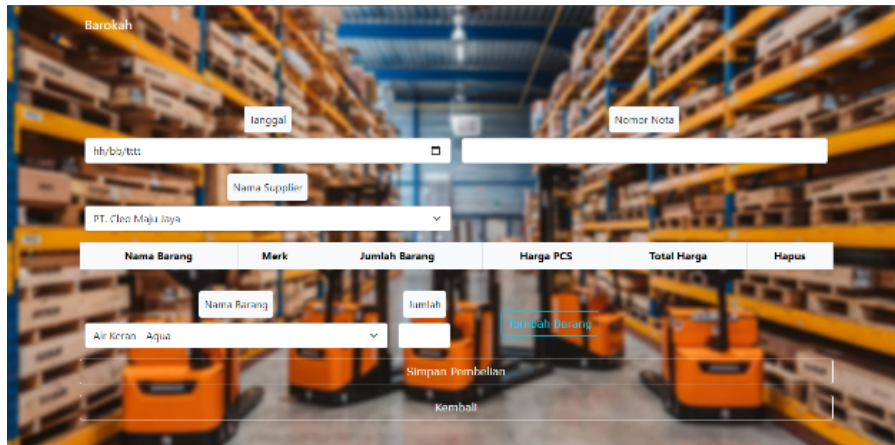 Barokah
Tanggal Nomor Nota
hh/bb/tttt
Nama Supplier
PT. Cleo Maju Jaya
Nama Barang Merk Jumlah Barang Harga PCS Total Harga Hapus
Nama Barang Jumlah
Air Keran - Aqua Tambah Barang
Simpan Pembelian
Kembali